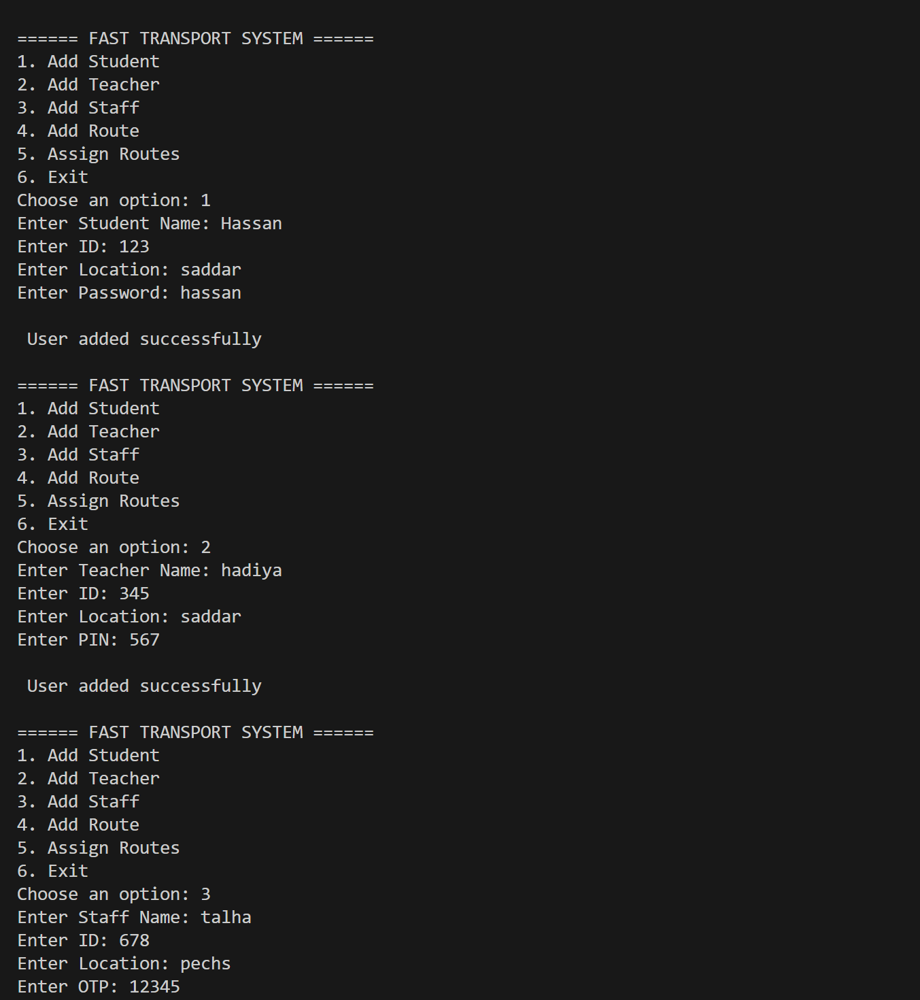 ====== FAST TRANSPORT SYSTEM ======
1. Add Student
2. Add Teacher
3. Add Staff
4. Add Route
5. Assign Routes
6. Exit
Choose an option: 1
Enter Student Name: Hassan
Enter ID: 123
Enter Location: saddar
Enter Password: hassan
User added successfully
====== FAST TRANSPORT SYSTEM ======
1. Add Student
2. Add Teacher
3. Add Staff
4. Add Route
5. Assign Routes
6. Exit
Choose an option: 2
Enter Teacher Name: hadiya
Enter ID: 345
Enter Location: saddar
Enter PIN: 567
User added successfully
====== FAST TRANSPORT SYSTEM ======
1. Add Student
2. Add Teacher
3. Add Staff
4. Add Route
5. Assign Routes
6. Exit
Choose an option: 3
Enter Staff Name: talha
Enter ID: 678
Enter Location: pechs
Enter OTP: 12345